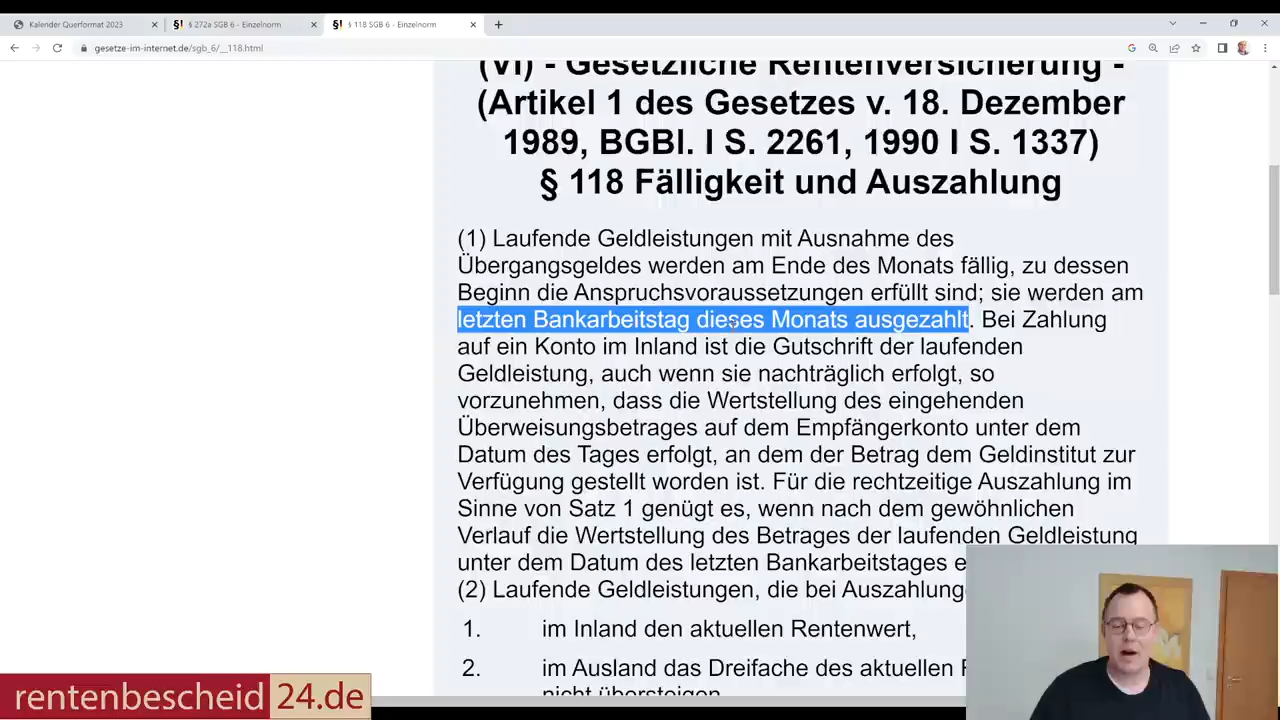 Kalender Querformat 2023
§ 272a SGB 6 - Einzelnorm
§ 118 SGB 6 - Einzelnorm
gesetze-im-internet.de/sgb_6/__118.html
(VI) - Gesetzliche Rentenversicherung -
(Artikel 1 des Gesetzes v. 18. Dezember
1989, BGBl. I S. 2261, 1990 I S. 1337)
§ 118 Fälligkeit und Auszahlung
(1) Laufende Geldleistungen mit Ausnahme des
Übergangsgeldes werden am Ende des Monats fällig, zu dessen
Beginn die Anspruchsvoraussetzungen erfüllt sind; sie werden am
letzten Bankarbeitstag dieses Monats ausgezahlt. Bei Zahlung
auf ein Konto im Inland ist die Gutschrift der laufenden
Geldleistung, auch wenn sie nachträglich erfolgt, so
vorzunehmen, dass die Wertstellung des eingehenden
Überweisungsbetrages auf dem Empfängerkonto unter dem
Datum des Tages erfolgt, an dem der Betrag dem Geldinstitut zur
Verfügung gestellt worden ist. Für die rechtzeitige Auszahlung im
Sinne von Satz 1 genügt es, wenn nach dem gewöhnlichen
Verlauf die Wertstellung des Betrages der laufenden Geldleistung
unter dem Datum des letzten Bankarbeitstages e
(2) Laufende Geldleistungen, die bei Auszahlung
1. im Inland den aktuellen Rentenwert,
2. im Ausland das Dreifache des aktuellen
nicht übersteigen
rentenbescheid24.de